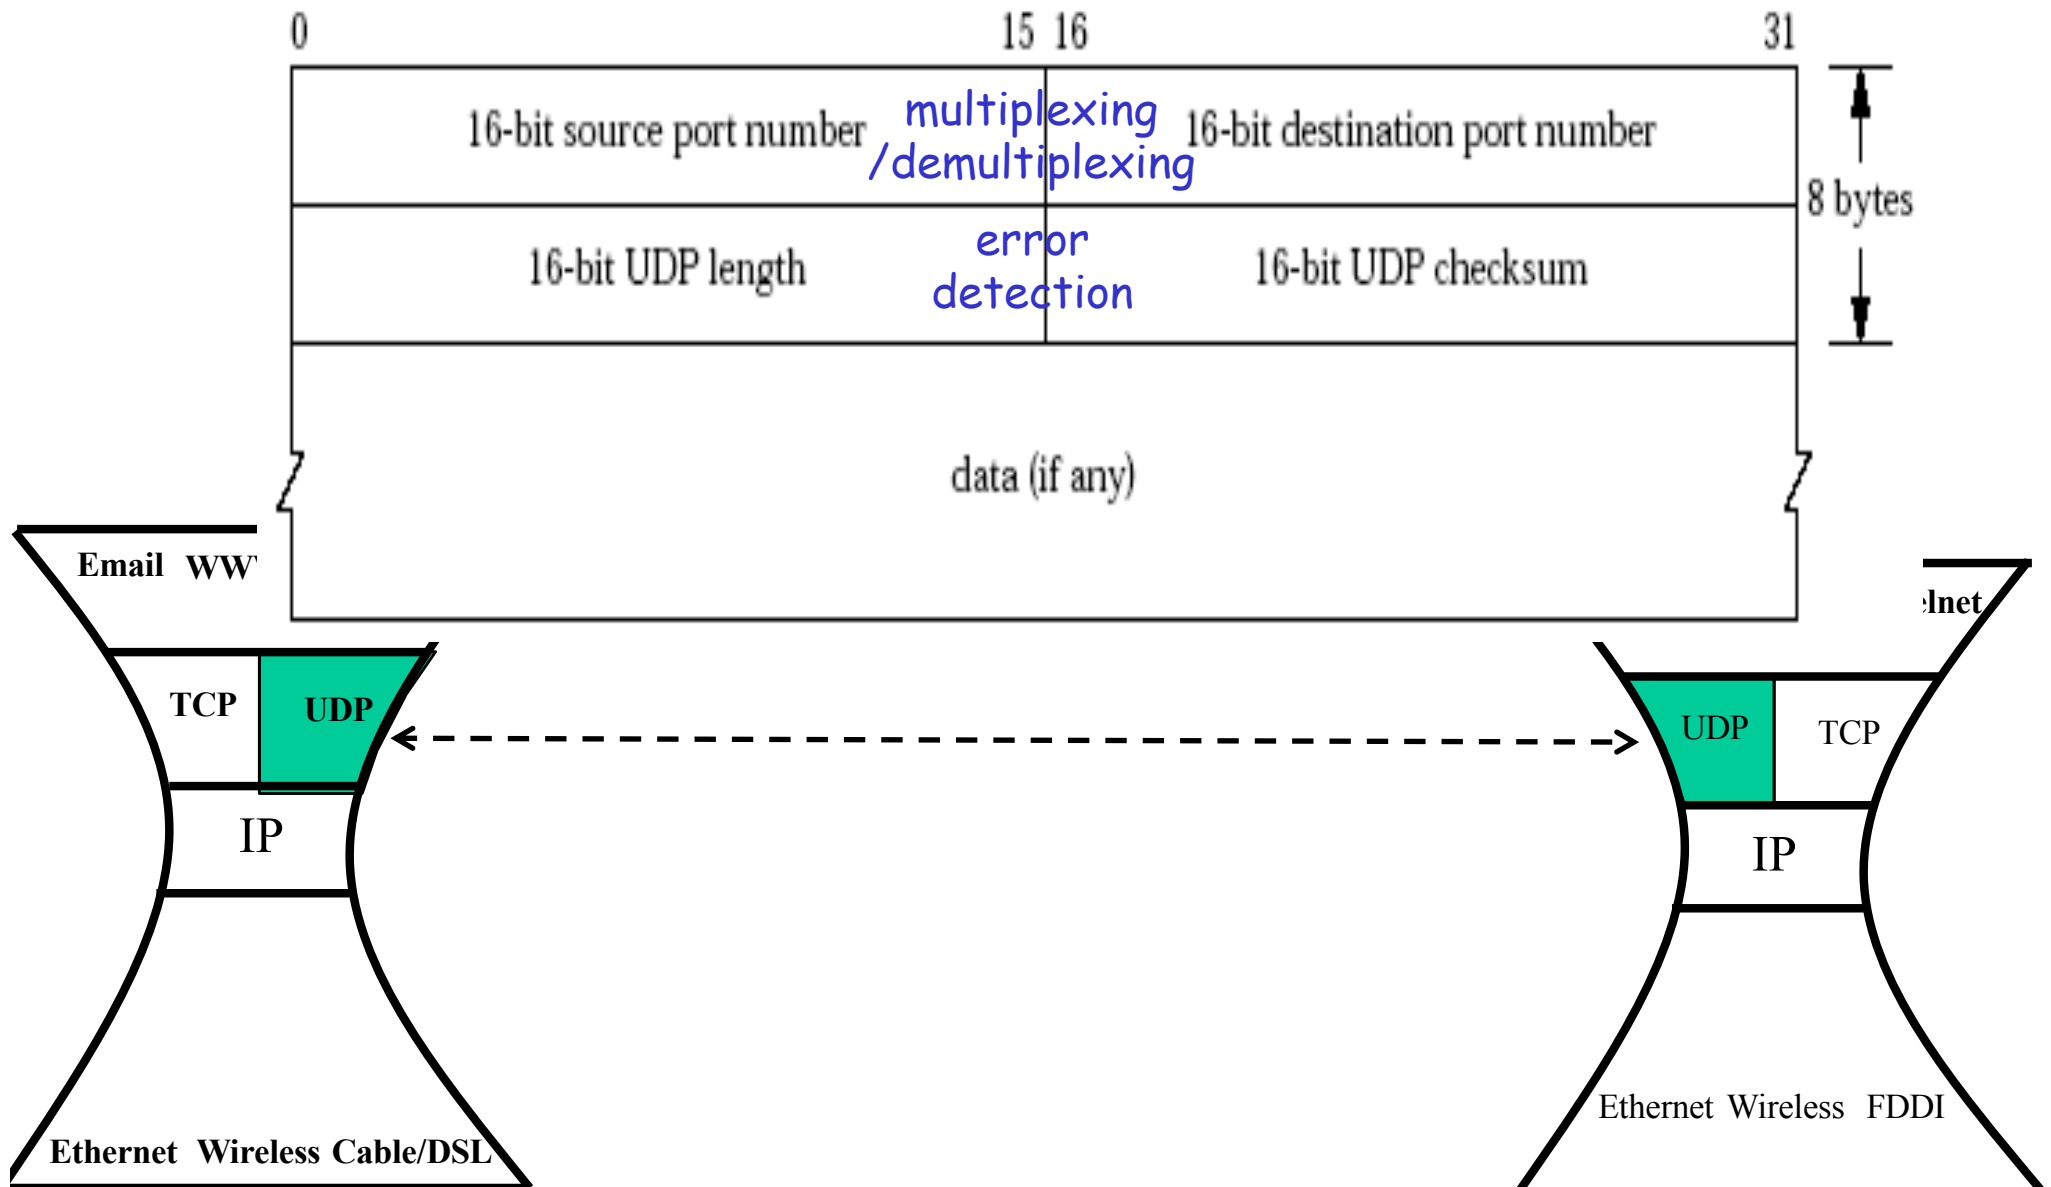 0 15 16 31
16-bit source port number multiplexing /demultiplexing 16-bit destination port number
8 bytes
16-bit UDP length error detection 16-bit UDP checksum
data (if any)
Email
TCP UDP
IP
Ethernet Wireless Cable/DSL
UDP TCP
IP
Ethernet Wireless FDDI